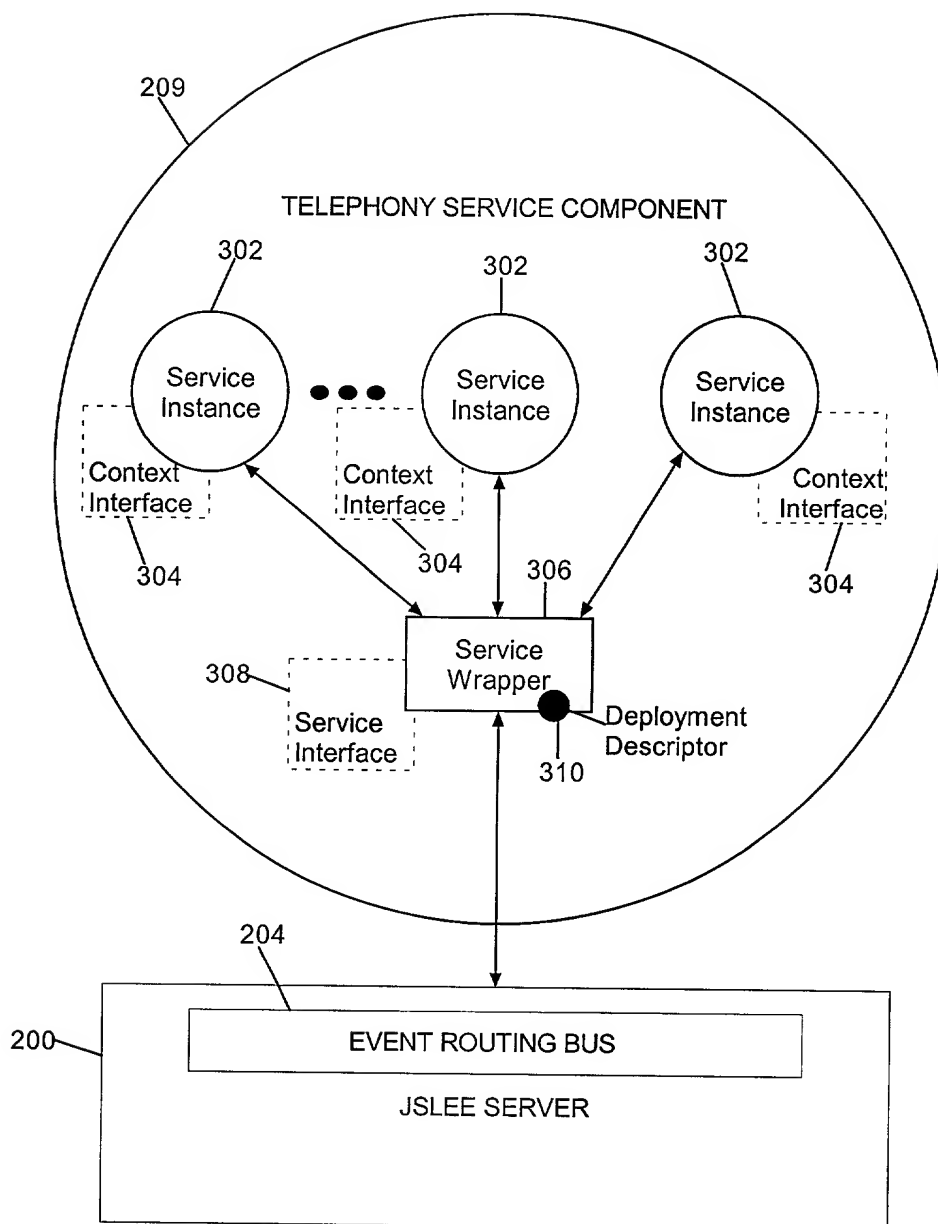 209
TELEPHONY SERVICE COMPONENT
302
302
302
Service
Instance
Service
Instance
Service
Instance
Context
Interface
Context
Interface
Context
Interface
304
304
304
306
Service
Wrapper
308
Service
Interface
Deployment
Descriptor
310
204
200
EVENT ROUTING BUS
JSLEE SERVER